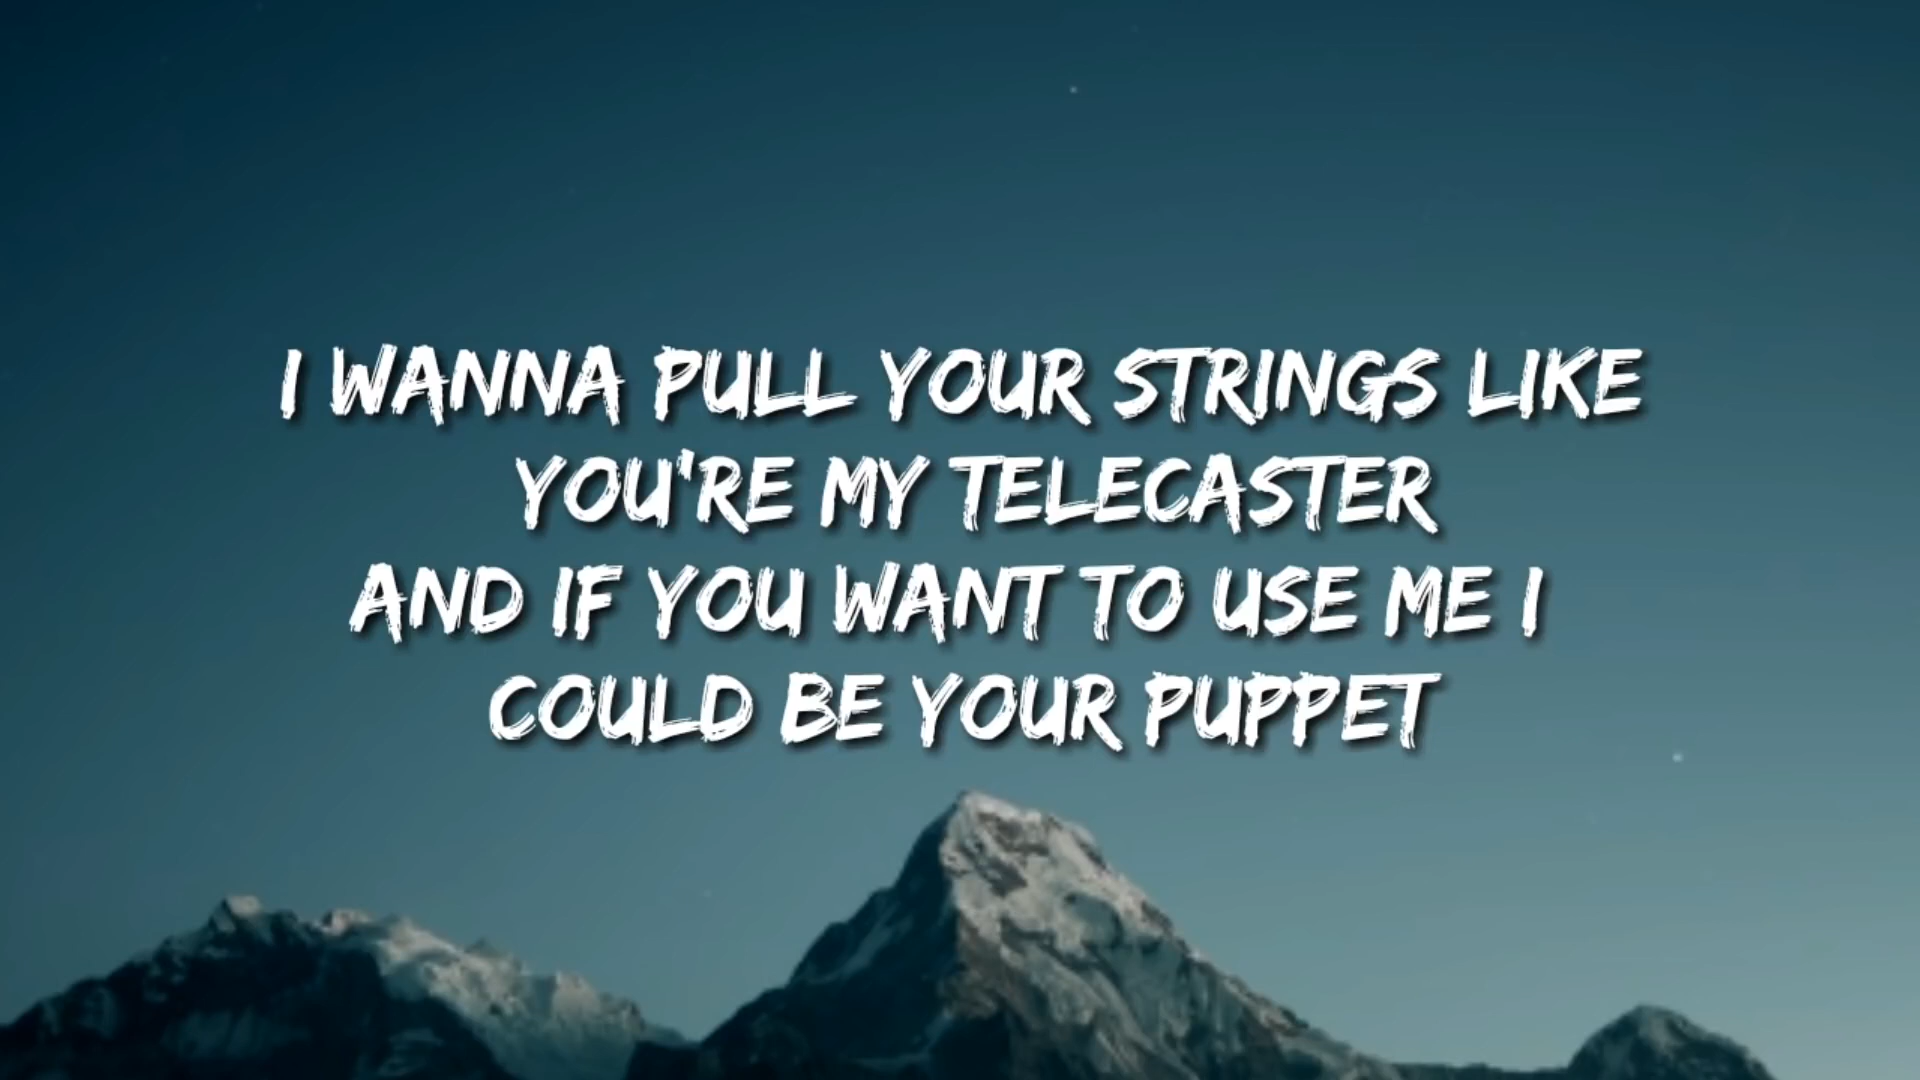 I WANNA PULL YOUR STRINGS LIKE
YOU'RE MY TELECASTER
AND IF YOU WANT TO USE ME I
COULD BE YOUR PUPPET